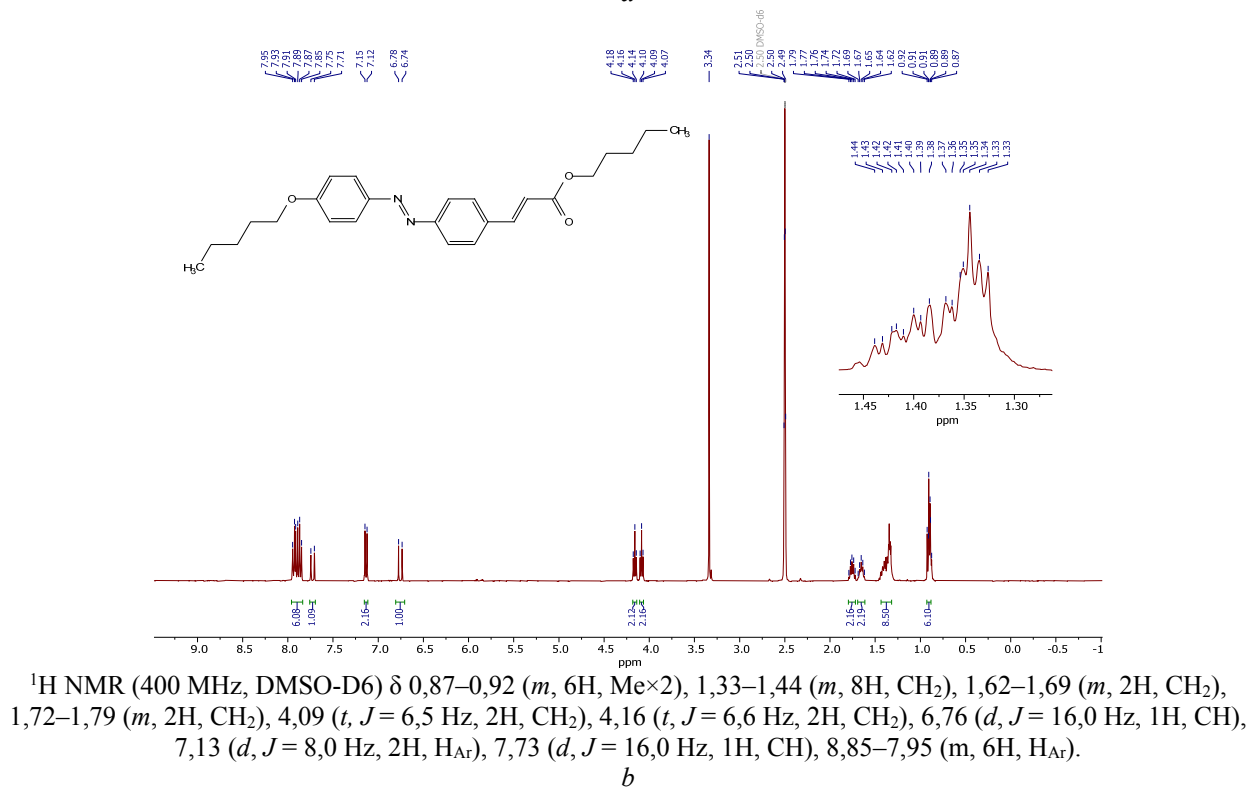 a
7.95 7.93 7.91 7.89 7.87 7.85 7.75 7.71 7.15 7.12 6.78 6.74 4.18 4.16 4.14 4.10 4.09 4.07 3.34 2.51 2.50 2.50 DMSO-d6 2.50 2.49 1.79 1.77 1.76 1.74 1.72 1.69 1.67 1.65 1.64 1.62 0.92 0.91 0.91 0.89 0.89 0.87
1.44 1.43 1.42 1.42 1.41 1.40 1.39 1.38 1.37 1.36 1.35 1.35 1.34 1.33 1.33
CH₃
O
O
O
N
N
H₃C
1.45 1.40 1.35 1.30
ppm
6.08 1.09 2.16 1.00 2.12 2.16 2.16 2.19 8.50 6.10
9.0 8.5 8.0 7.5 7.0 6.5 6.0 5.5 5.0 4.5 4.0 3.5 3.0 2.5 2.0 1.5 1.0 0.5 0.0 -0.5 -1
ppm
¹H NMR (400 MHz, DMSO-D6) δ 0,87–0,92 (m, 6H, Me×2), 1,33–1,44 (m, 8H, CH₂), 1,62–1,69 (m, 2H, CH₂),
1,72–1,79 (m, 2H, CH₂), 4,09 (t, J = 6,5 Hz, 2H, CH₂), 4,16 (t, J = 6,6 Hz, 2H, CH₂), 6,76 (d, J = 16,0 Hz, 1H, CH),
7,13 (d, J = 8,0 Hz, 2H, H_Ar), 7,73 (d, J = 16,0 Hz, 1H, CH), 8,85–7,95 (m, 6H, H_Ar).
b